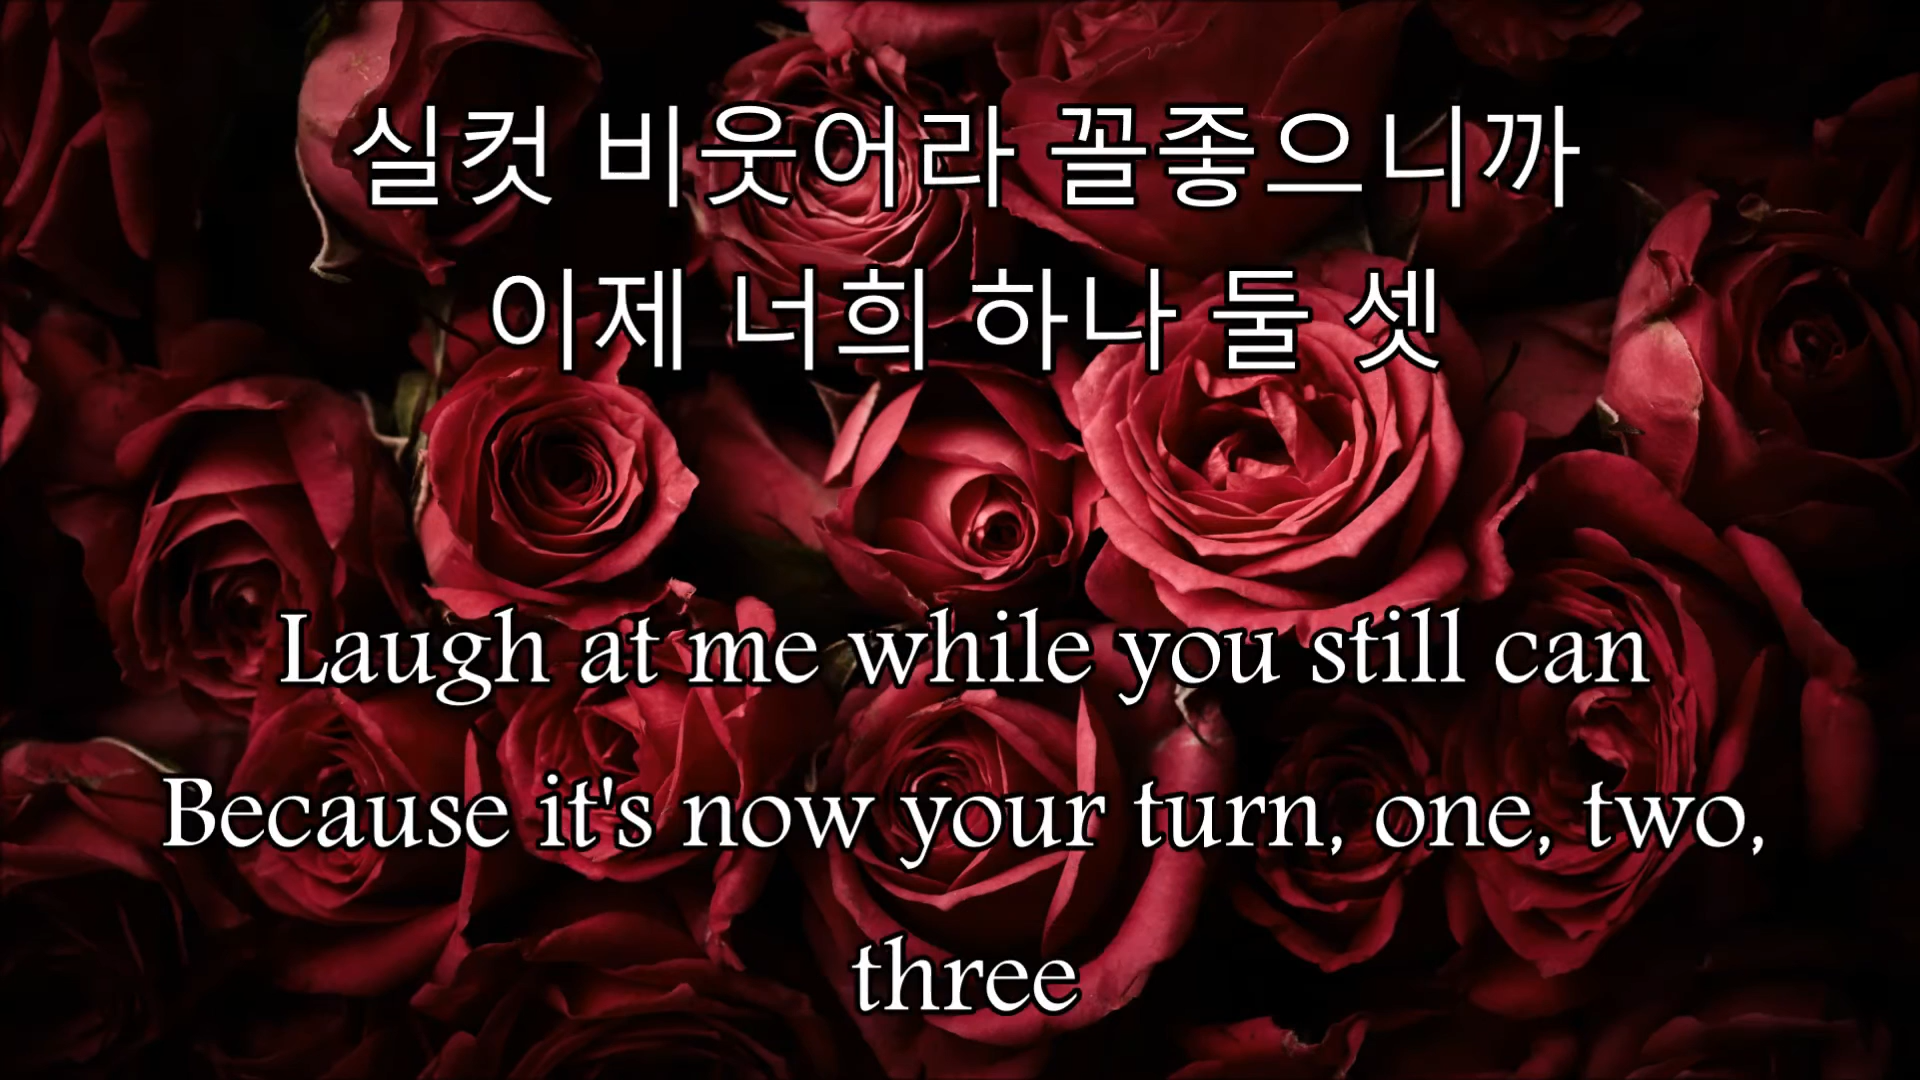 실컷 비웃어라 꼴좋으니까
이제 너희 하나 둘 셋
Laugh at me while you still can
Because it's now your turn, one, two,
three